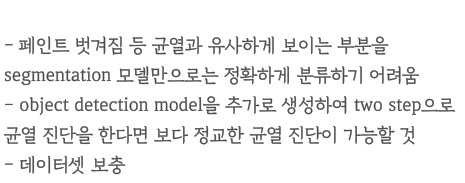 - 페인트 벗겨짐 등 균열과 유사하게 보이는 부분을
segmentation 모델만으로는 정확하게 분류하기 어려움
- object detection model을 추가로 생성하여 two step으로
균열 진단을 한다면 보다 정교한 균열 진단이 가능할 것
- 데이터셋 보충